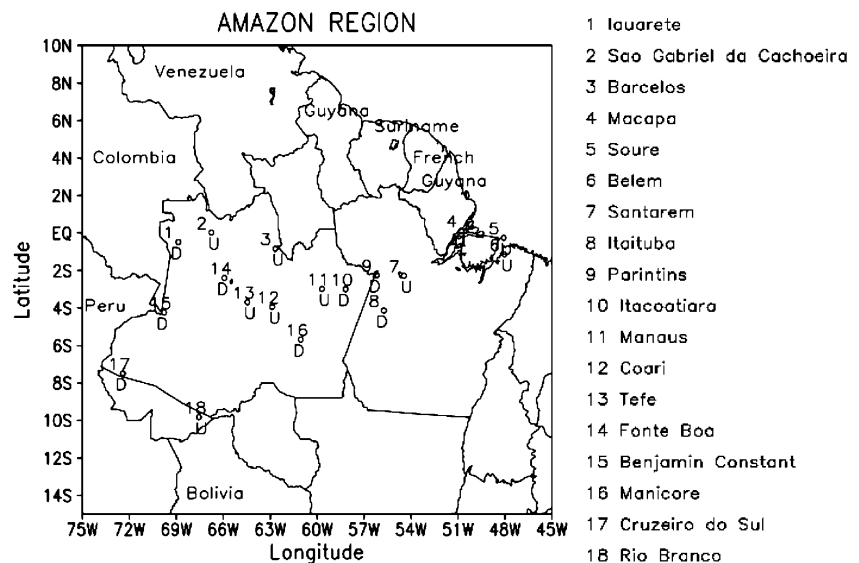 AMAZON REGION
10N
8N
6N
4N
2N
EQ
2S
4S
6S
8S
10S
12S
14S
Latitude
75W 72W 69W 66W 63W 60W 57W 54W 51W 48W 45W
Longitude
Venezuela
Guyana
Suriname
Colombia
French
Guyana
Peru
Bolivia
1
D
2
U
3
U
4
5
6
U
7
U
8
D
9
D
10
D
11
U
12
U
13
U
14
D
15
D
16
D
17
D
18
U
1 Iauarete
2 Sao Gabriel da Cachoeira
3 Barcelos
4 Macapa
5 Soure
6 Belem
7 Santarem
8 Itaituba
9 Parintins
10 Itacoatiara
11 Manaus
12 Coari
13 Tefe
14 Fonte Boa
15 Benjamin Constant
16 Manicore
17 Cruzeiro do Sul
18 Rio Branco